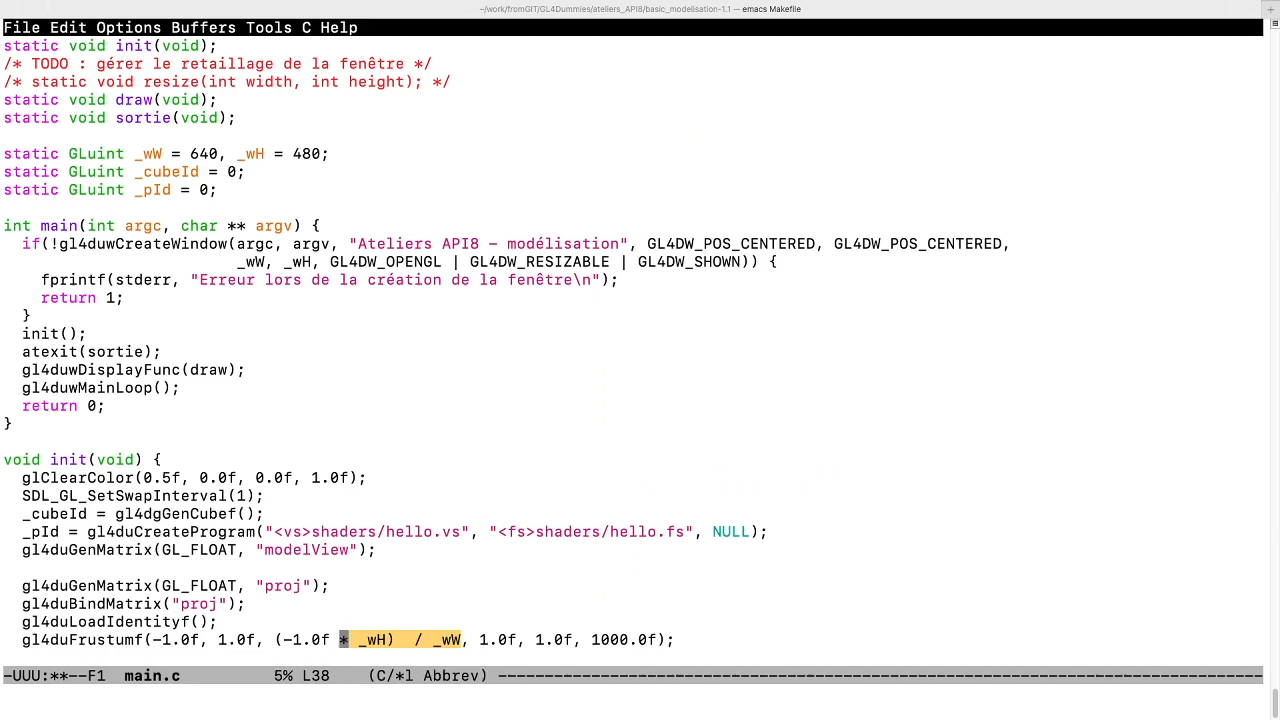 ~/work/fromGIT/GL4Dummies/ateliers_API8/basic_modelisation-1.1 — emacs Makefile
File Edit Options Buffers Tools C Help
static void init(void);
/* TODO : gérer le retaillage de la fenêtre */
/* static void resize(int width, int height); */
static void draw(void);
static void sortie(void);

static GLuint _wW = 640, _wH = 480;
static GLuint _cubeId = 0;
static GLuint _pId = 0;

int main(int argc, char ** argv) {
  if(!gl4duwCreateWindow(argc, argv, "Ateliers API8 - modélisation", GL4DW_POS_CENTERED, GL4DW_POS_CENTERED,
                         _wW, _wH, GL4DW_OPENGL | GL4DW_RESIZABLE | GL4DW_SHOWN)) {
    fprintf(stderr, "Erreur lors de la création de la fenêtre\n");
    return 1;
  }
  init();
  atexit(sortie);
  gl4duwDisplayFunc(draw);
  gl4duwMainLoop();
  return 0;
}

void init(void) {
  glClearColor(0.5f, 0.0f, 0.0f, 1.0f);
  SDL_GL_SetSwapInterval(1);
  _cubeId = gl4dgGenCubef();
  _pId = gl4duCreateProgram("<vs>shaders/hello.vs", "<fs>shaders/hello.fs", NULL);
  gl4duGenMatrix(GL_FLOAT, "modelView");

  gl4duGenMatrix(GL_FLOAT, "proj");
  gl4duBindMatrix("proj");
  gl4duLoadIdentityf();
  gl4duFrustumf(-1.0f, 1.0f, (-1.0f * _wH)  / _wW, 1.0f, 1.0f, 1000.0f);
-UUU:**--F1  main.c          5% L38    (C/*l Abbrev) ----------------------------------------------------------------------------------